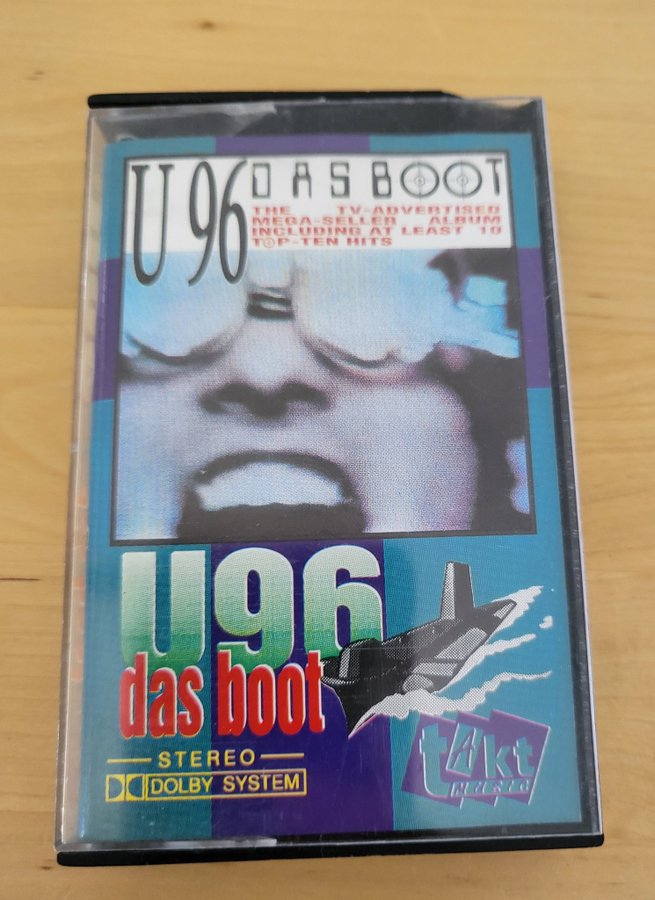 U 96 DAS BOOT
THE TV-ADVERTISED
MEGA-SELLER ALBUM
INCLUDING AT LEAST 10
TOP-TEN HITS
U96
das boot
STEREO
DOLBY SYSTEM
tAkt
MUSIC